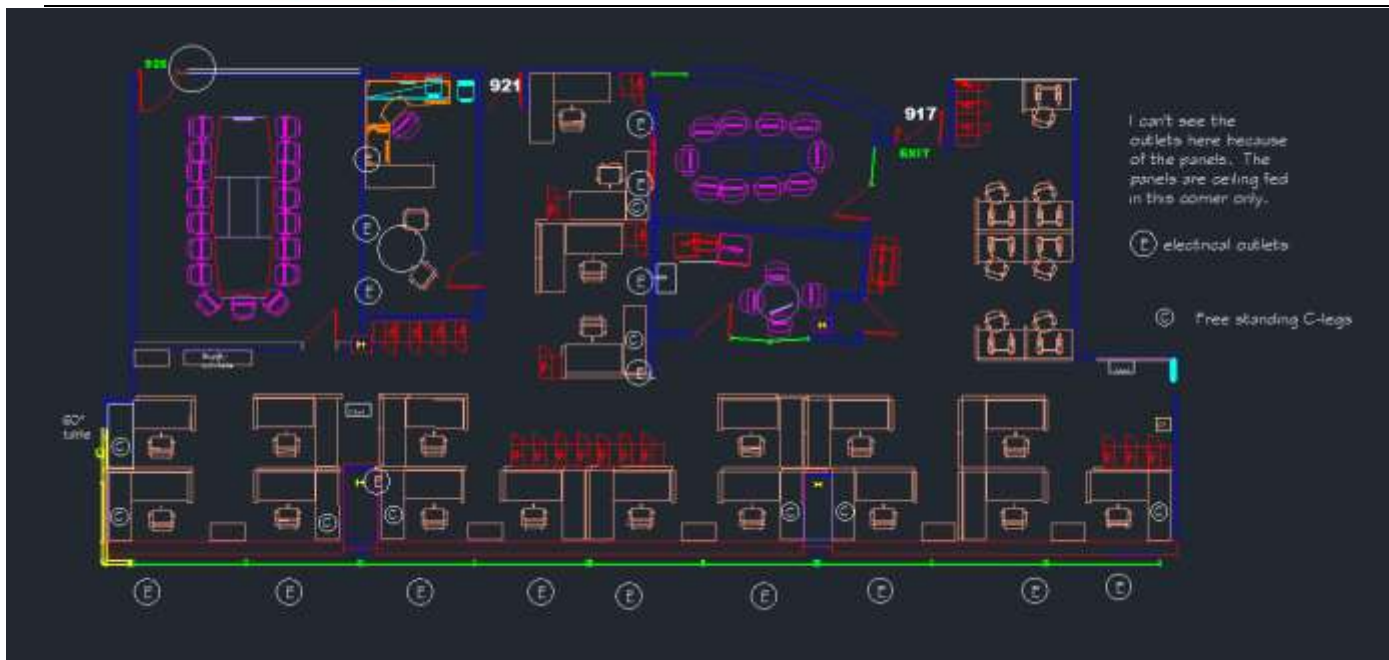 925
921
917
EXIT
I can't see the
outlets here because
of the panels. The
panels are ceiling fed
in this corner only.
E electrical outlets
C Free standing C-legs
60"
table
E
E
E
E
E
C
E
C
E
C
C
C
E
C
C
C
C
E
E
E
E
E
E
E
E
E